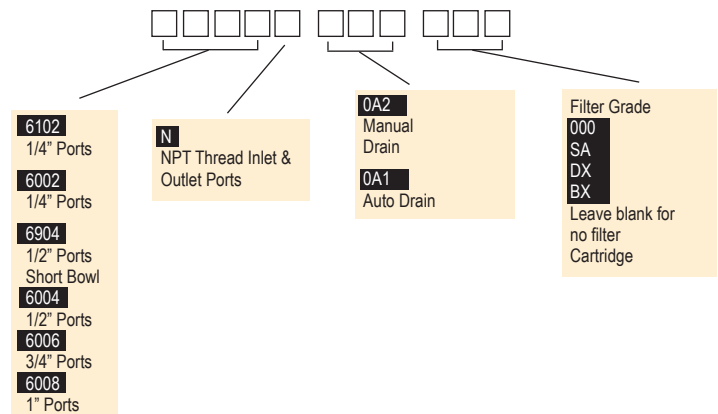 6102
1/4” Ports
6002
1/4” Ports
6904
1/2” Ports
Short Bowl
6004
1/2” Ports
6006
3/4” Ports
6008
1” Ports
N
NPT Thread Inlet &
Outlet Ports
0A2
Manual
Drain
0A1
Auto Drain
Filter Grade
000
SA
DX
BX
Leave blank for
no filter
Cartridge